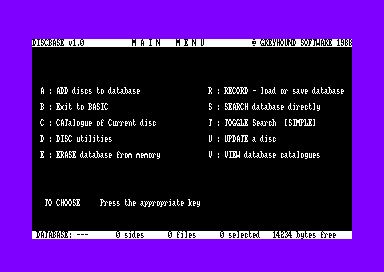 DISCBASE v1.0 M A I N M E N U © GREYHOUND SOFTWARE 1988
A : ADD discs to database R : RECORD - load or save database
B : Exit to BASIC S : SEARCH database directly
C : CATalogue of Current disc T : TOGGLE Search [SIMPLE]
D : DISC utilities U : UPDATE a disc
E : ERASE database from memory V : VIEW database catalogues
TO CHOOSE Press the appropriate key
DATABASE: --- 0 sides 0 files 0 selected 14234 bytes free